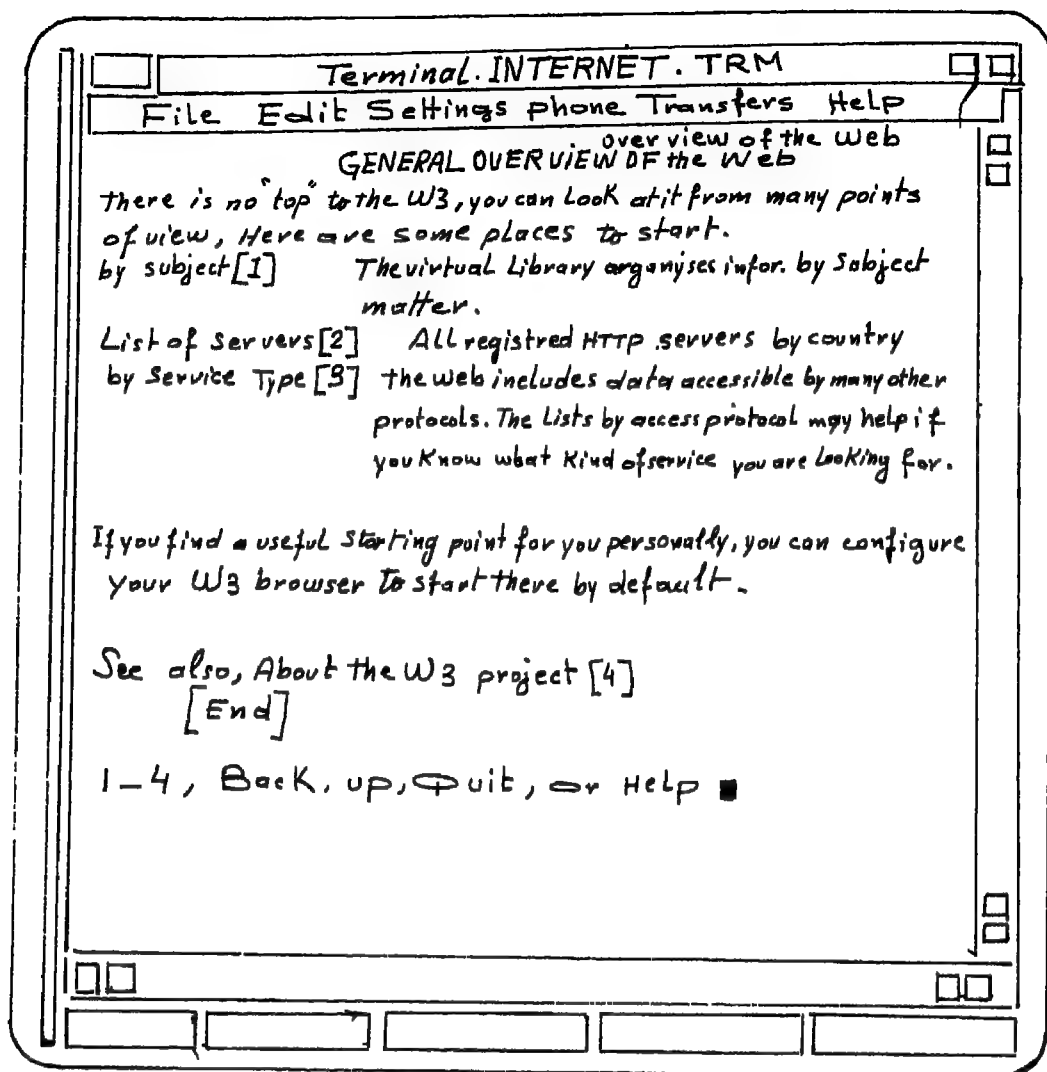 Terminal.INTERNET.TRM
File Edit Settings phone Transfers Help
over view of the Web
GENERAL OVERVIEW OF the Web
there is no "top" to the W3, you can Look at it from many points
of view, Here are some places to start.
by subject [1] The virtual Library organyses infor. by Subject
matter.
List of Servers [2] All registred HTTP servers by country
by Service Type [3] the web includes data accessible by many other
protocols. The Lists by access protocol may help if
you Know what Kind of service you are Looking for.
If you find a useful Starting point for you personally, you can configure
Your W3 browser To start there by default.
See also, About the W3 project [4]
[End]
1-4, Back, up, Quit, or Help